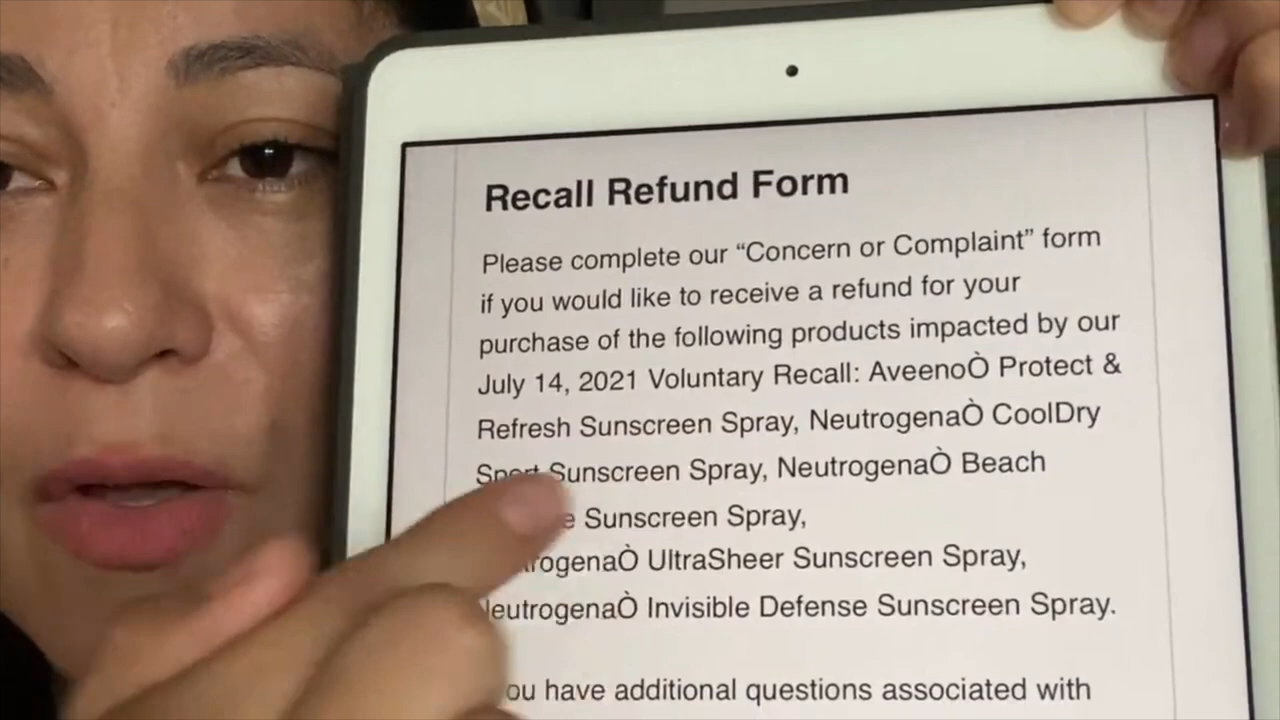 Recall Refund Form
Please complete our “Concern or Complaint” form
if you would like to receive a refund for your
purchase of the following products impacted by our
July 14, 2021 Voluntary Recall: AveenoÒ Protect &
Refresh Sunscreen Spray, NeutrogenaÒ CoolDry
Sport Sunscreen Spray, NeutrogenaÒ Beach
Sunscreen Spray,
UltraSheer Sunscreen Spray,
NeutrogenaÒ Invisible Defense Sunscreen Spray.
have additional questions associated with